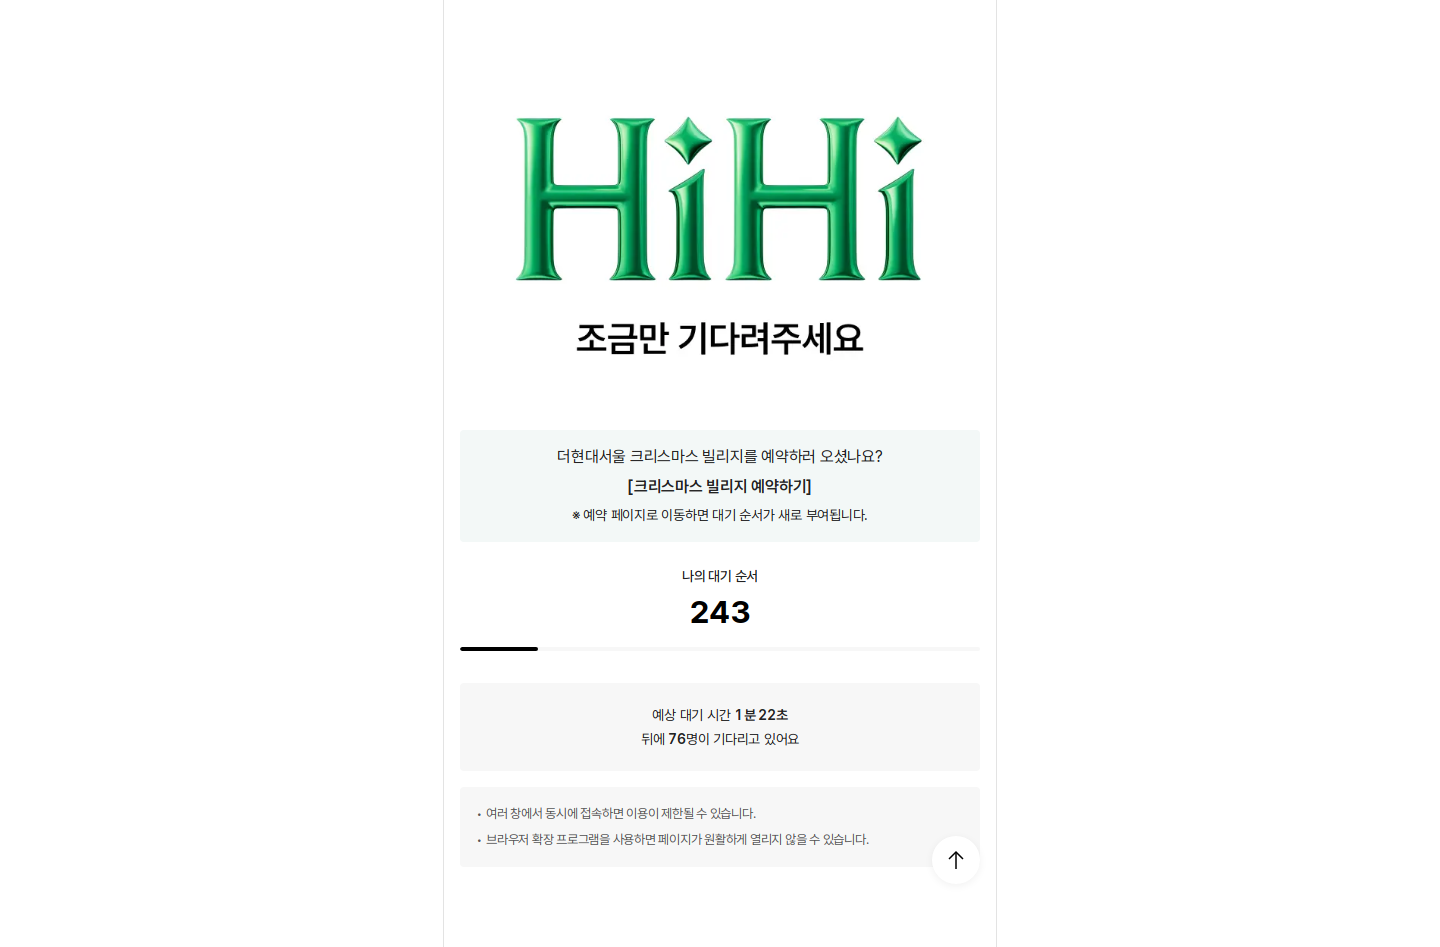 HiHi
조금만 기다려주세요
더현대서울 크리스마스 빌리지를 예약하러 오셨나요?
[크리스마스 빌리지 예약하기]
※ 예약 페이지로 이동하면 대기 순서가 새로 부여됩니다.
나의 대기 순서
243
예상 대기 시간 1분 22초
뒤에 76명이 기다리고 있어요
• 여러 창에서 동시에 접속하면 이용이 제한될 수 있습니다.
• 브라우저 확장 프로그램을 사용하면 페이지가 원활하게 열리지 않을 수 있습니다.